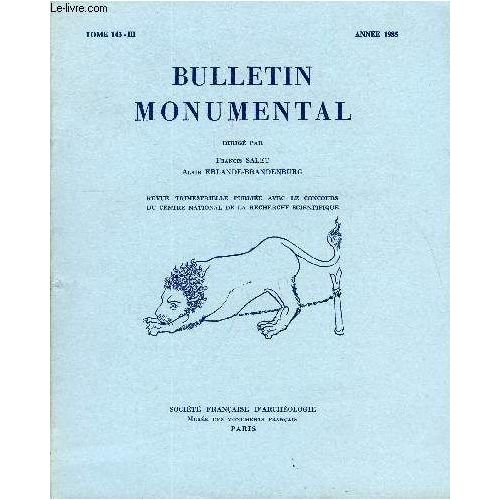 Le-livre.com
TOME 143 - III ANNÉE 1985
BULLETIN
MONUMENTAL
DIRIGÉ PAR
FRANCIS SALET
ALAIN ERLANDE-BRANDENBURG
REVUE TRIMESTRIELLE PUBLIÉE AVEC LE CONCOURS
DU CENTRE NATIONAL DE LA RECHERCHE SCIENTIFIQUE
SOCIÉTÉ FRANÇAISE D'ARCHÉOLOGIE
MUSÉE DES MONUMENTS FRANÇAIS
PARIS